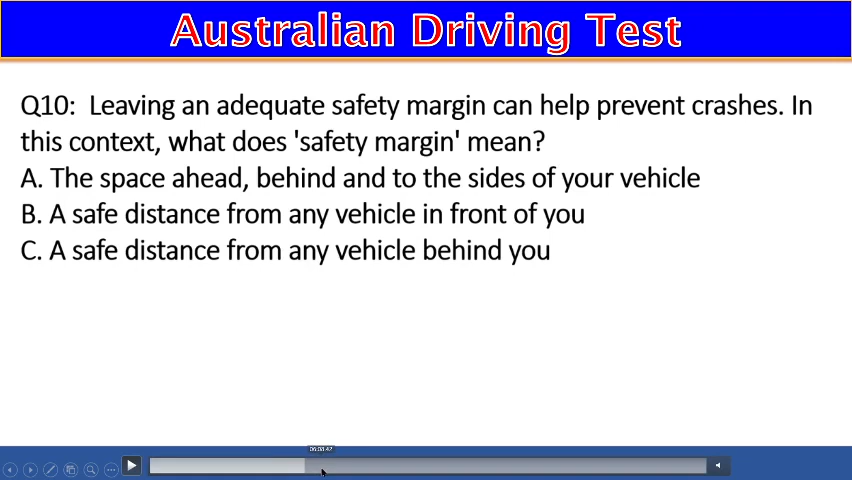 Australian Driving Test
Q10: Leaving an adequate safety margin can help prevent crashes. In
this context, what does 'safety margin' mean?
A. The space ahead, behind and to the sides of your vehicle
B. A safe distance from any vehicle in front of you
C. A safe distance from any vehicle behind you